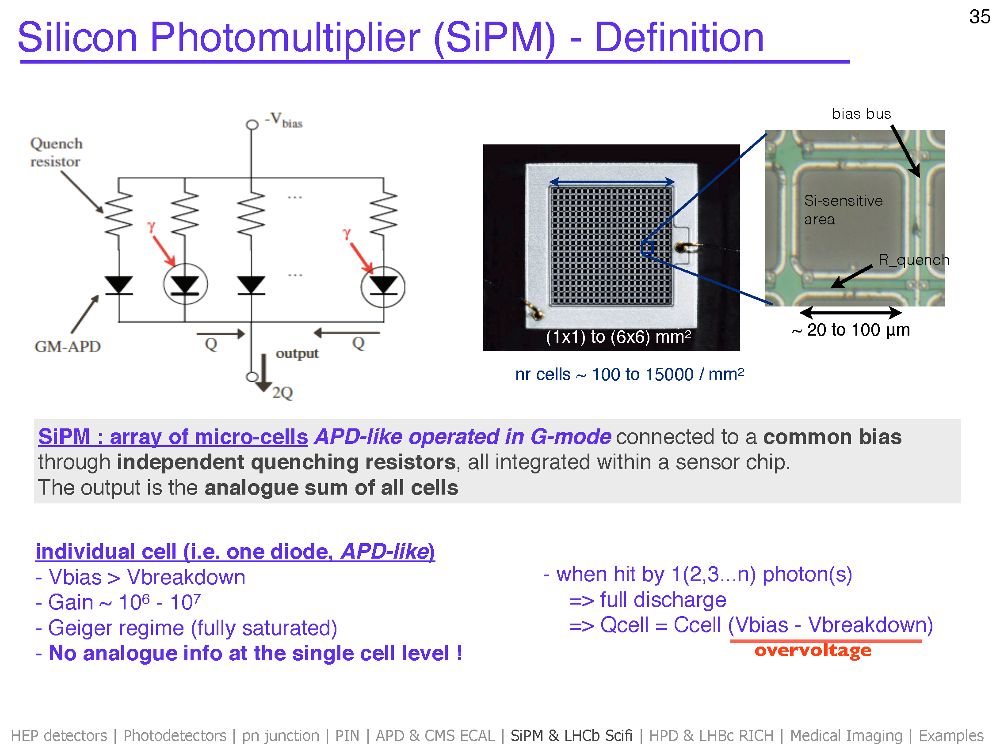 35
Silicon Photomultiplier (SiPM) - Definition
-Vbias
Quench
resistor
...
γ
γ
...
GM-APD
Q
Q
output
2Q
(1x1) to (6x6) mm²
nr cells ~ 100 to 15000 / mm²
bias bus
Si-sensitive
area
R_quench
~ 20 to 100 µm
SiPM : array of micro-cells APD-like operated in G-mode connected to a common bias
through independent quenching resistors, all integrated within a sensor chip.
The output is the analogue sum of all cells
individual cell (i.e. one diode, APD-like)
- Vbias > Vbreakdown
- Gain ~ 10⁶ - 10⁷
- Geiger regime (fully saturated)
- No analogue info at the single cell level !
- when hit by 1(2,3...n) photon(s)
=> full discharge
=> Qcell = Ccell (Vbias - Vbreakdown)
overvoltage
HEP detectors | Photodetectors | pn junction | PIN | APD & CMS ECAL | SiPM & LHCb Scifi | HPD & LHBc RICH | Medical Imaging | Examples